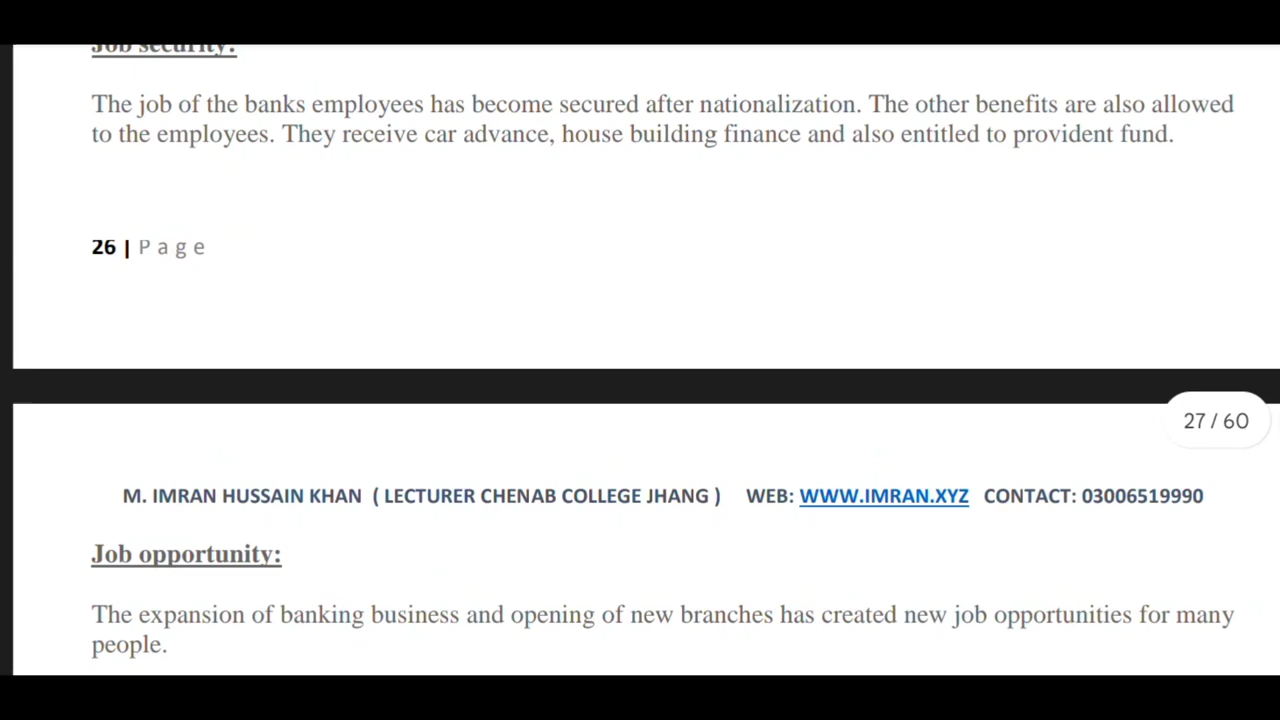 Job security:
The job of the banks employees has become secured after nationalization. The other benefits are also allowed
to the employees. They receive car advance, house building finance and also entitled to provident fund.
26 | P a g e
27 / 60
M. IMRAN HUSSAIN KHAN ( LECTURER CHENAB COLLEGE JHANG ) WEB: WWW.IMRAN.XYZ CONTACT: 03006519990
Job opportunity:
The expansion of banking business and opening of new branches has created new job opportunities for many
people.